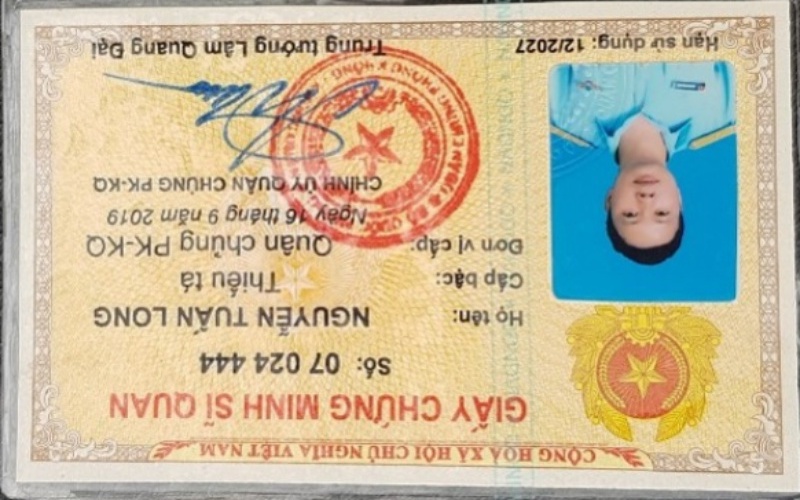 CỘNG HÒA XÃ HỘI CHỦ NGHĨA VIỆT NAM
GIẤY CHỨNG MINH SĨ QUAN
Số: 07 024 444
Họ tên: NGUYỄN TUẤN LONG
Cấp bậc: Thiếu tá
Đơn vị cấp: Quân chủng PK-KQ
Ngày 16 tháng 9 năm 2019
CHÍNH ỦY QUÂN CHỦNG PK-KQ
Trung tướng Lâm Quang Đại
Hạn sử dụng: 12/2027